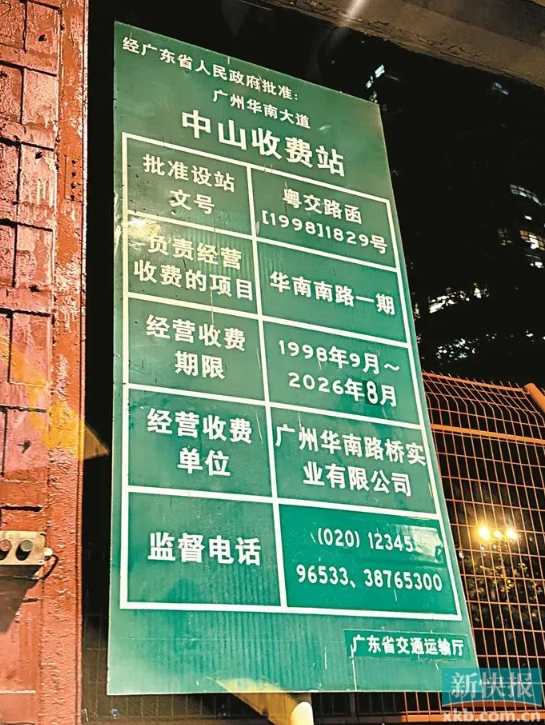 经广东省人民政府批准：
广州华南大道
中山收费站
批准设站
文号
粤交路函
[1998]1829号
负责经营
收费的项目
华南南路一期
经营收费
期限
1998年9月～
2026年8月
经营收费
单位
广州华南路桥实
业有限公司
监督电话
(020) 12345、
96533、38765300
广东省交通运输厅
新快报
xkb.com.cn